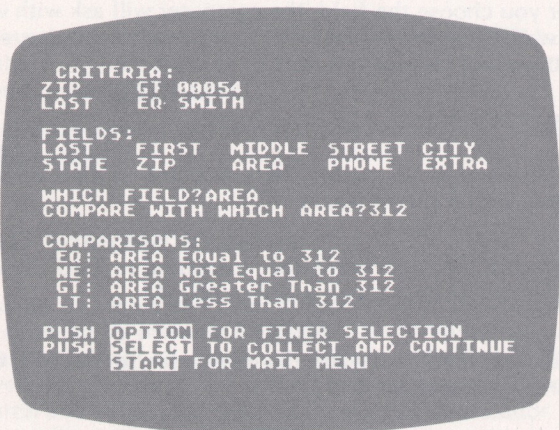 CRITERIA:
ZIP GT 00054
LAST EQ SMITH
FIELDS:
LAST FIRST MIDDLE STREET CITY
STATE ZIP AREA PHONE EXTRA
WHICH FIELD?AREA
COMPARE WITH WHICH AREA?312
COMPARISONS:
EQ: AREA Equal to 312
NE: AREA Not Equal to 312
GT: AREA Greater Than 312
LT: AREA Less Than 312
PUSH OPTION FOR FINER SELECTION
PUSH SELECT TO COLLECT AND CONTINUE
START FOR MAIN MENU